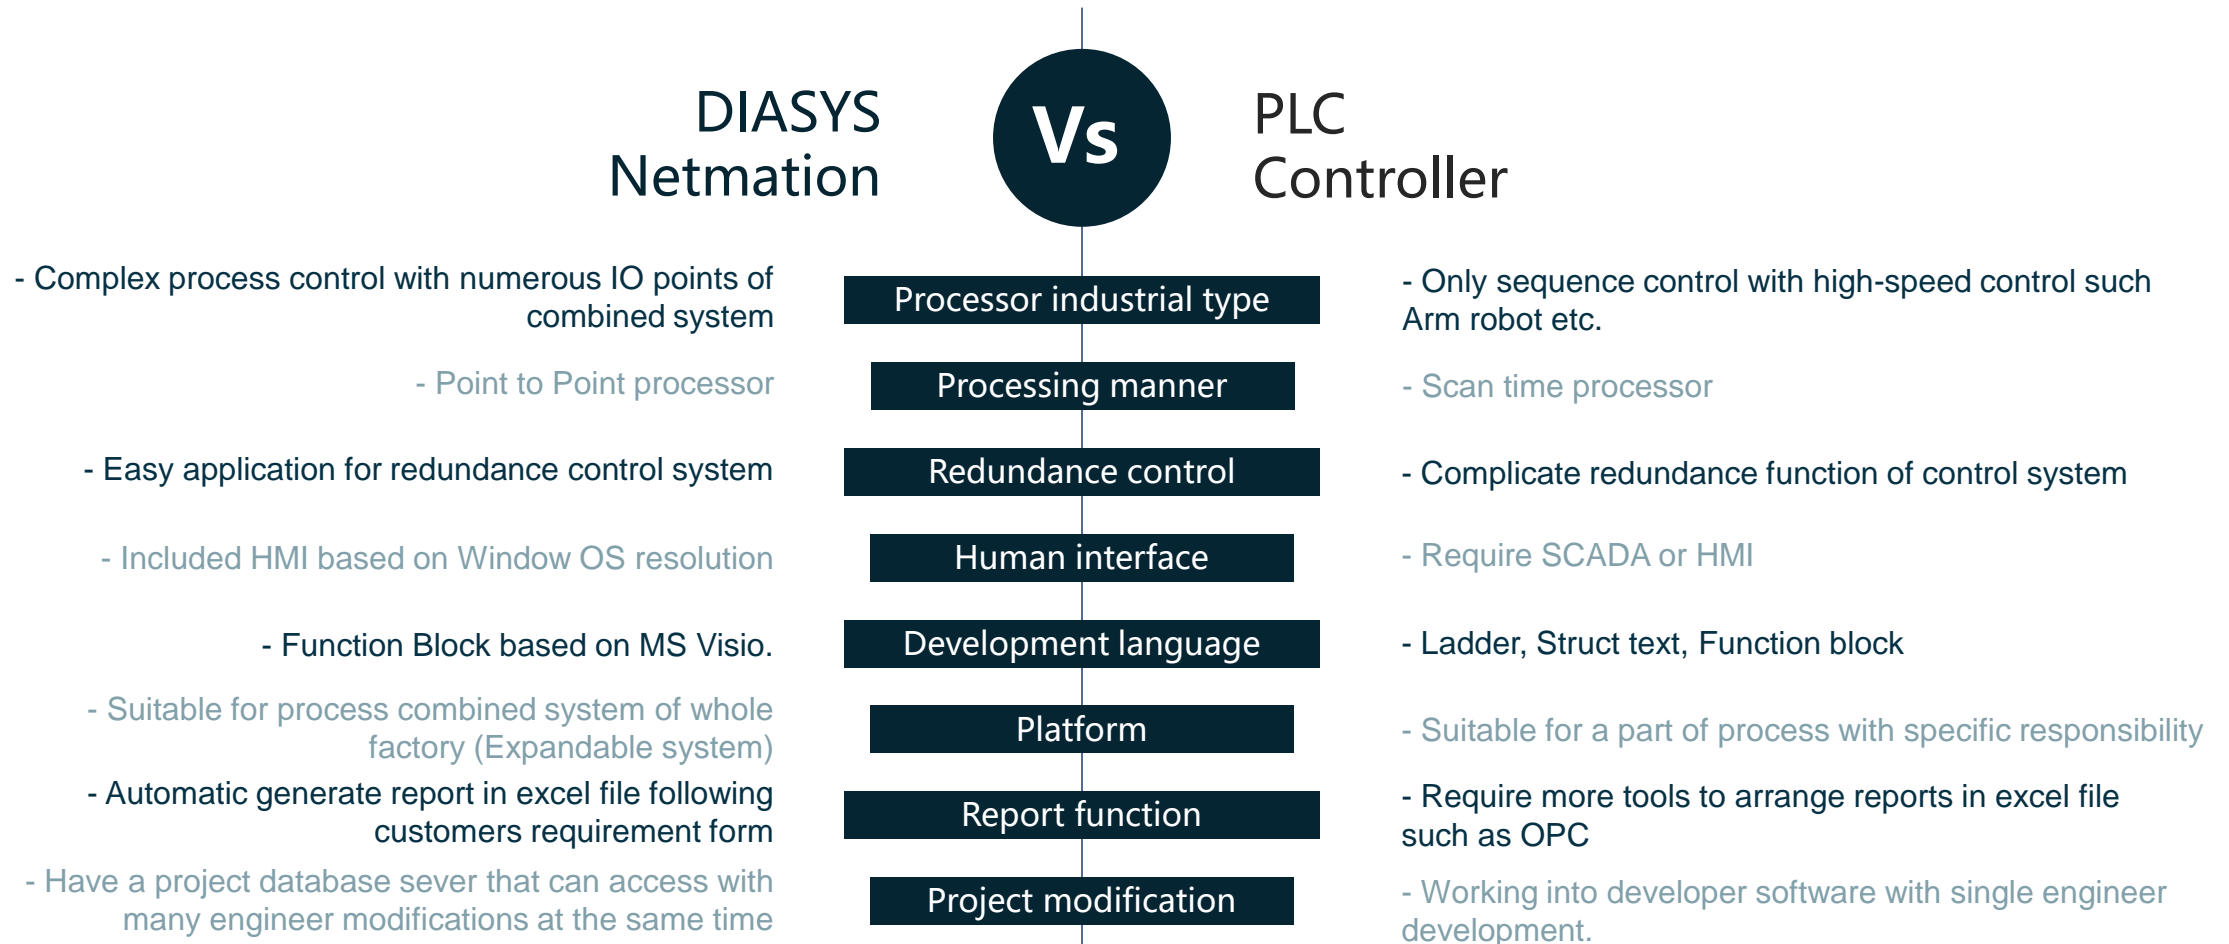 DIASYS
Netmation
Vs
PLC
Controller
- Complex process control with numerous IO points of
combined system
Processor industrial type
- Only sequence control with high-speed control such
Arm robot etc.
- Point to Point processor
Processing manner
- Scan time processor
- Easy application for redundance control system
Redundance control
- Complicate redundance function of control system
- Included HMI based on Window OS resolution
Human interface
- Require SCADA or HMI
- Function Block based on MS Visio.
Development language
- Ladder, Struct text, Function block
- Suitable for process combined system of whole
factory (Expandable system)
Platform
- Suitable for a part of process with specific responsibility
- Automatic generate report in excel file following
customers requirement form
Report function
- Require more tools to arrange reports in excel file
such as OPC
- Have a project database sever that can access with
many engineer modifications at the same time
Project modification
- Working into developer software with single engineer
development.